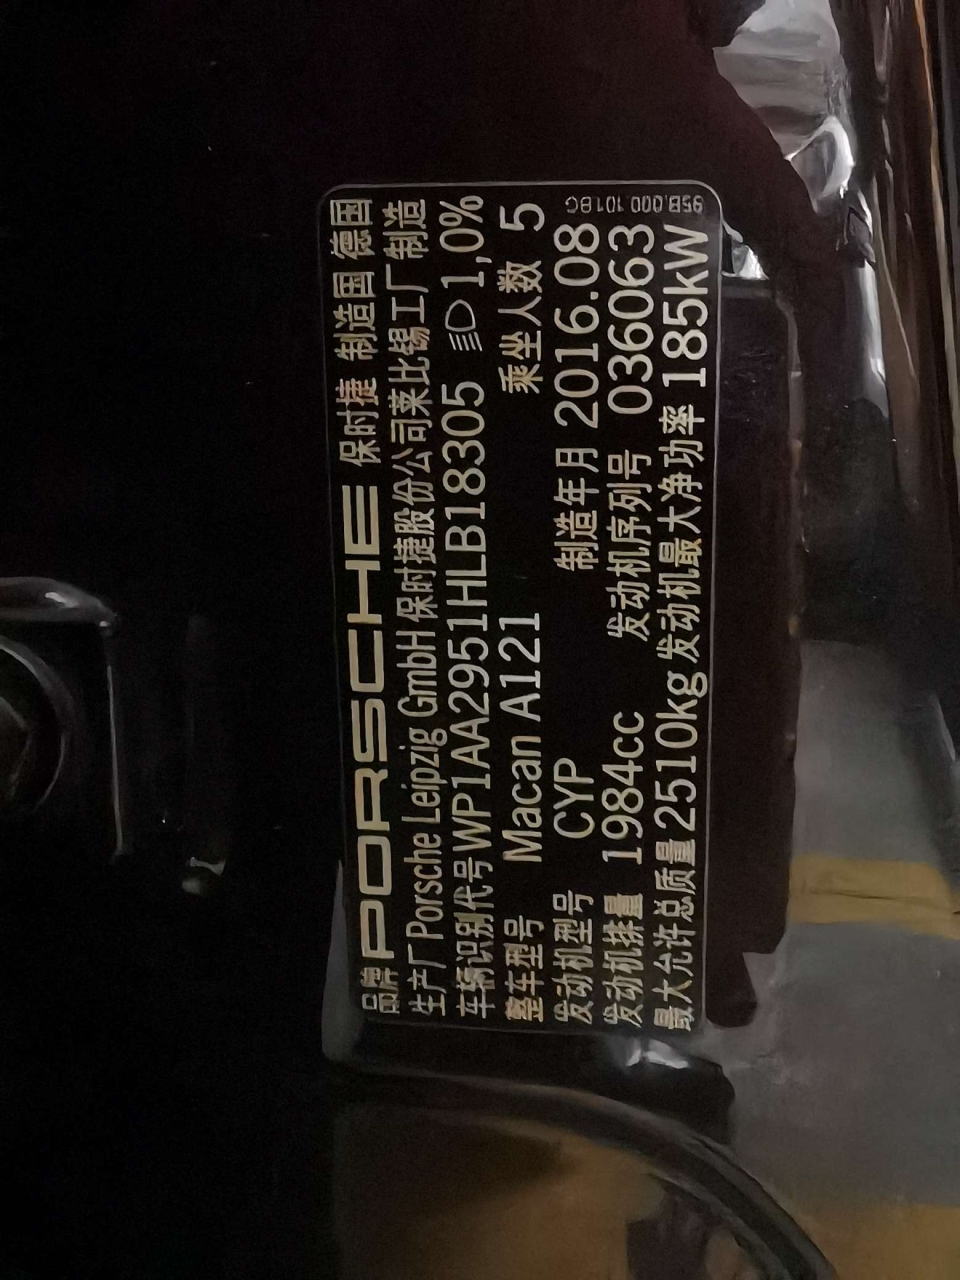 品牌 PORSCHE 保时捷 制造国 德国
生产厂 Porsche Leipzig GmbH 保时捷股份公司莱比锡工厂制造
车辆识别代号 WP1AA2951HLB18305 1,0%
整车型号 Macan A121 乘坐人数 5
发动机型号 CYP 制造年月 2016.08
发动机排量 1984cc 发动机序列号 036063
最大允许总质量 2510kg 发动机最大净功率 185kW
95B.000.101.BG